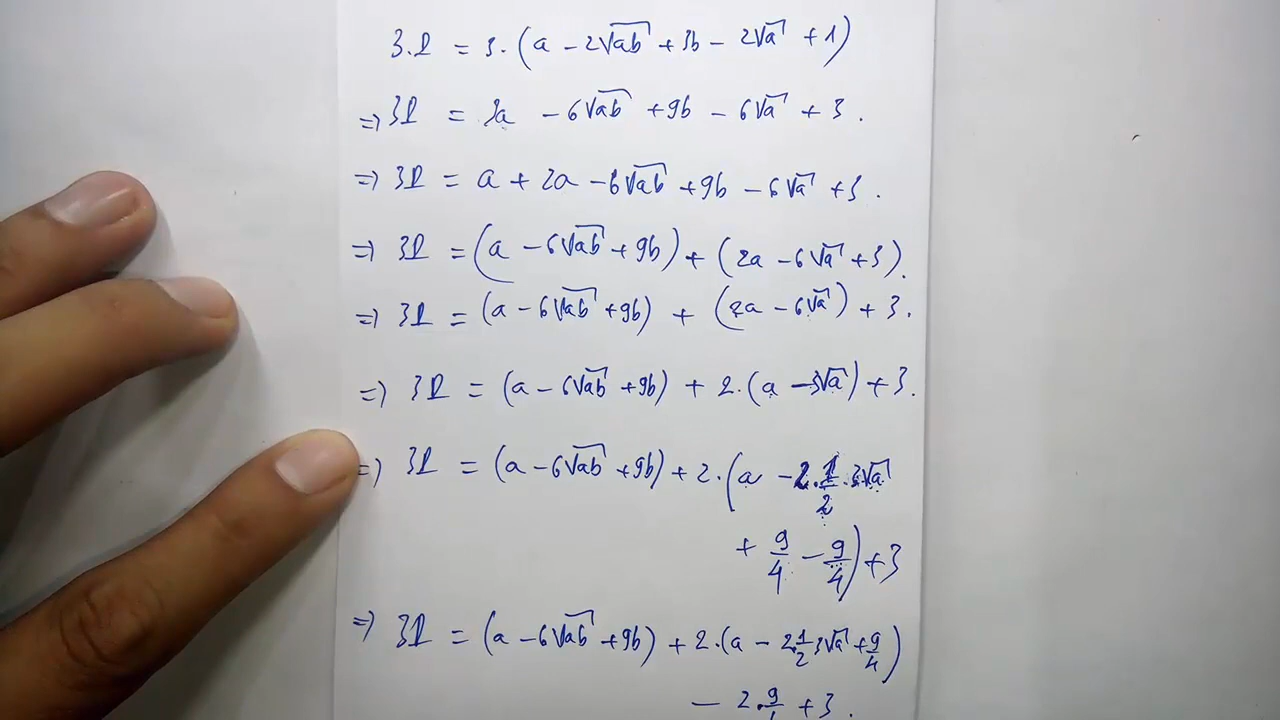 3.P = 3.(a - 2√ab + 3b - 2√a + 1)
=> 3P = 3a - 6√ab + 9b - 6√a + 3.
=> 3P = a + 2a - 6√ab + 9b - 6√a + 3.
=> 3P = (a - 6√ab + 9b) + (2a - 6√a + 3).
=> 3P = (a - 6√ab + 9b) + (2a - 6√a) + 3.
=> 3P = (a - 6√ab + 9b) + 2.(a - 3√a) + 3.
=> 3P = (a - 6√ab + 9b) + 2.(a - 2.1/2.3√a
+ 9/4 - 9/4) + 3
=> 3P = (a - 6√ab + 9b) + 2.(a - 2.1/2 3√a + 9/4)
- 2.9/4 + 3.